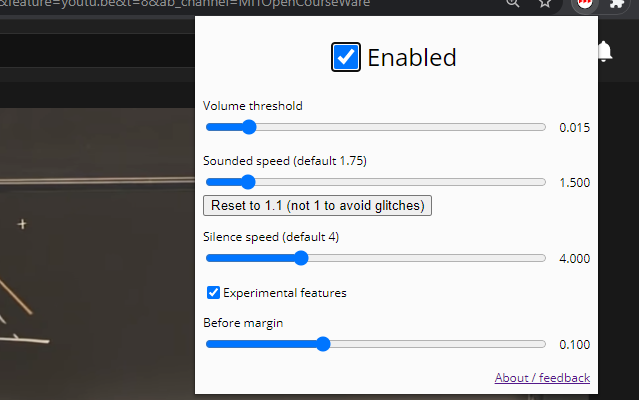 &feature=youtu.be&t=8&ab_channel=MITOpenCourseWare
Enabled
Volume threshold
0.015
Sounded speed (default 1.75)
1.500
Reset to 1.1 (not 1 to avoid glitches)
Silence speed (default 4)
4.000
Experimental features
Before margin
0.100
About / feedback